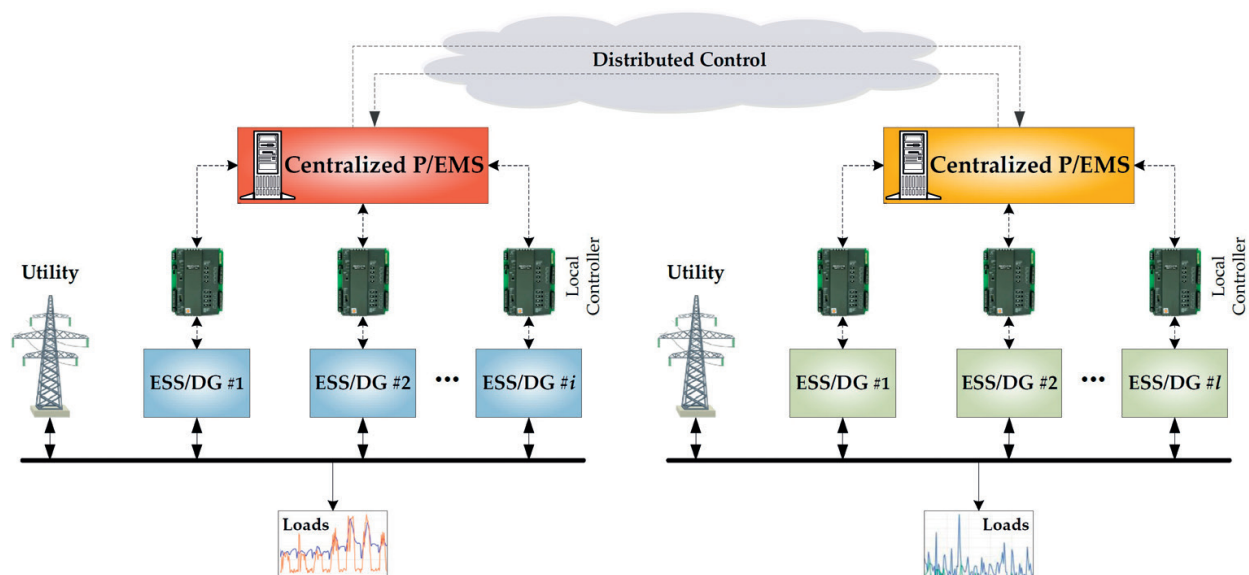 Distributed Control
Centralized P/EMS
Centralized P/EMS
Utility
Local
Controller
Utility
Local
Controller
ESS/DG #1
ESS/DG #2
...
ESS/DG #i
ESS/DG #1
ESS/DG #2
...
ESS/DG #l
Loads
Loads